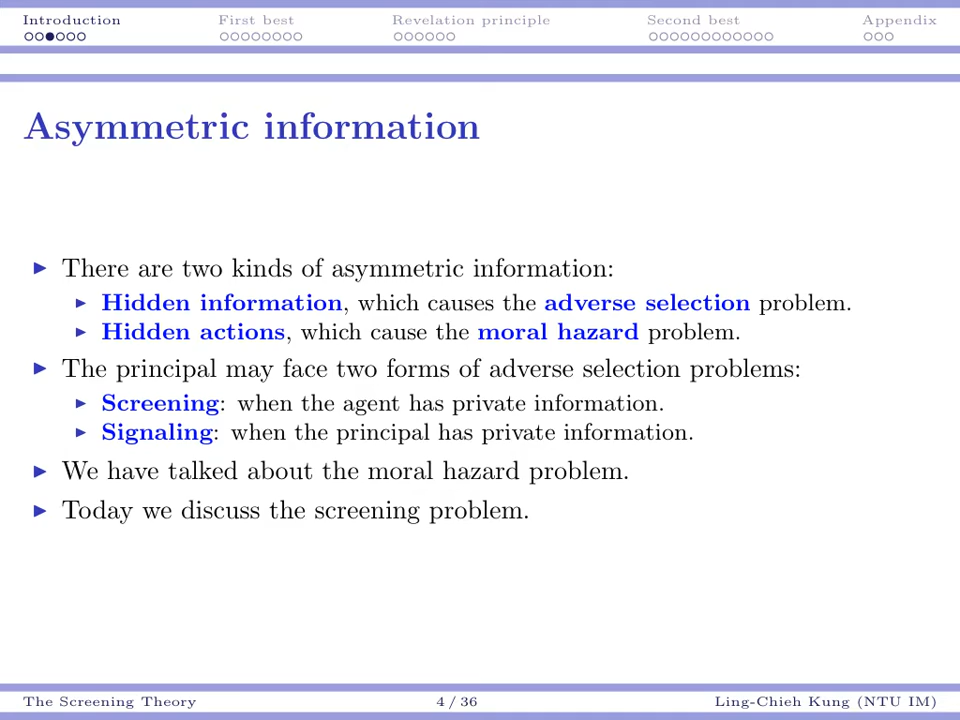 Introduction First best Revelation principle Second best Appendix
Asymmetric information
There are two kinds of asymmetric information:
Hidden information, which causes the adverse selection problem.
Hidden actions, which cause the moral hazard problem.
The principal may face two forms of adverse selection problems:
Screening: when the agent has private information.
Signaling: when the principal has private information.
We have talked about the moral hazard problem.
Today we discuss the screening problem.
The Screening Theory 4 / 36 Ling-Chieh Kung (NTU IM)